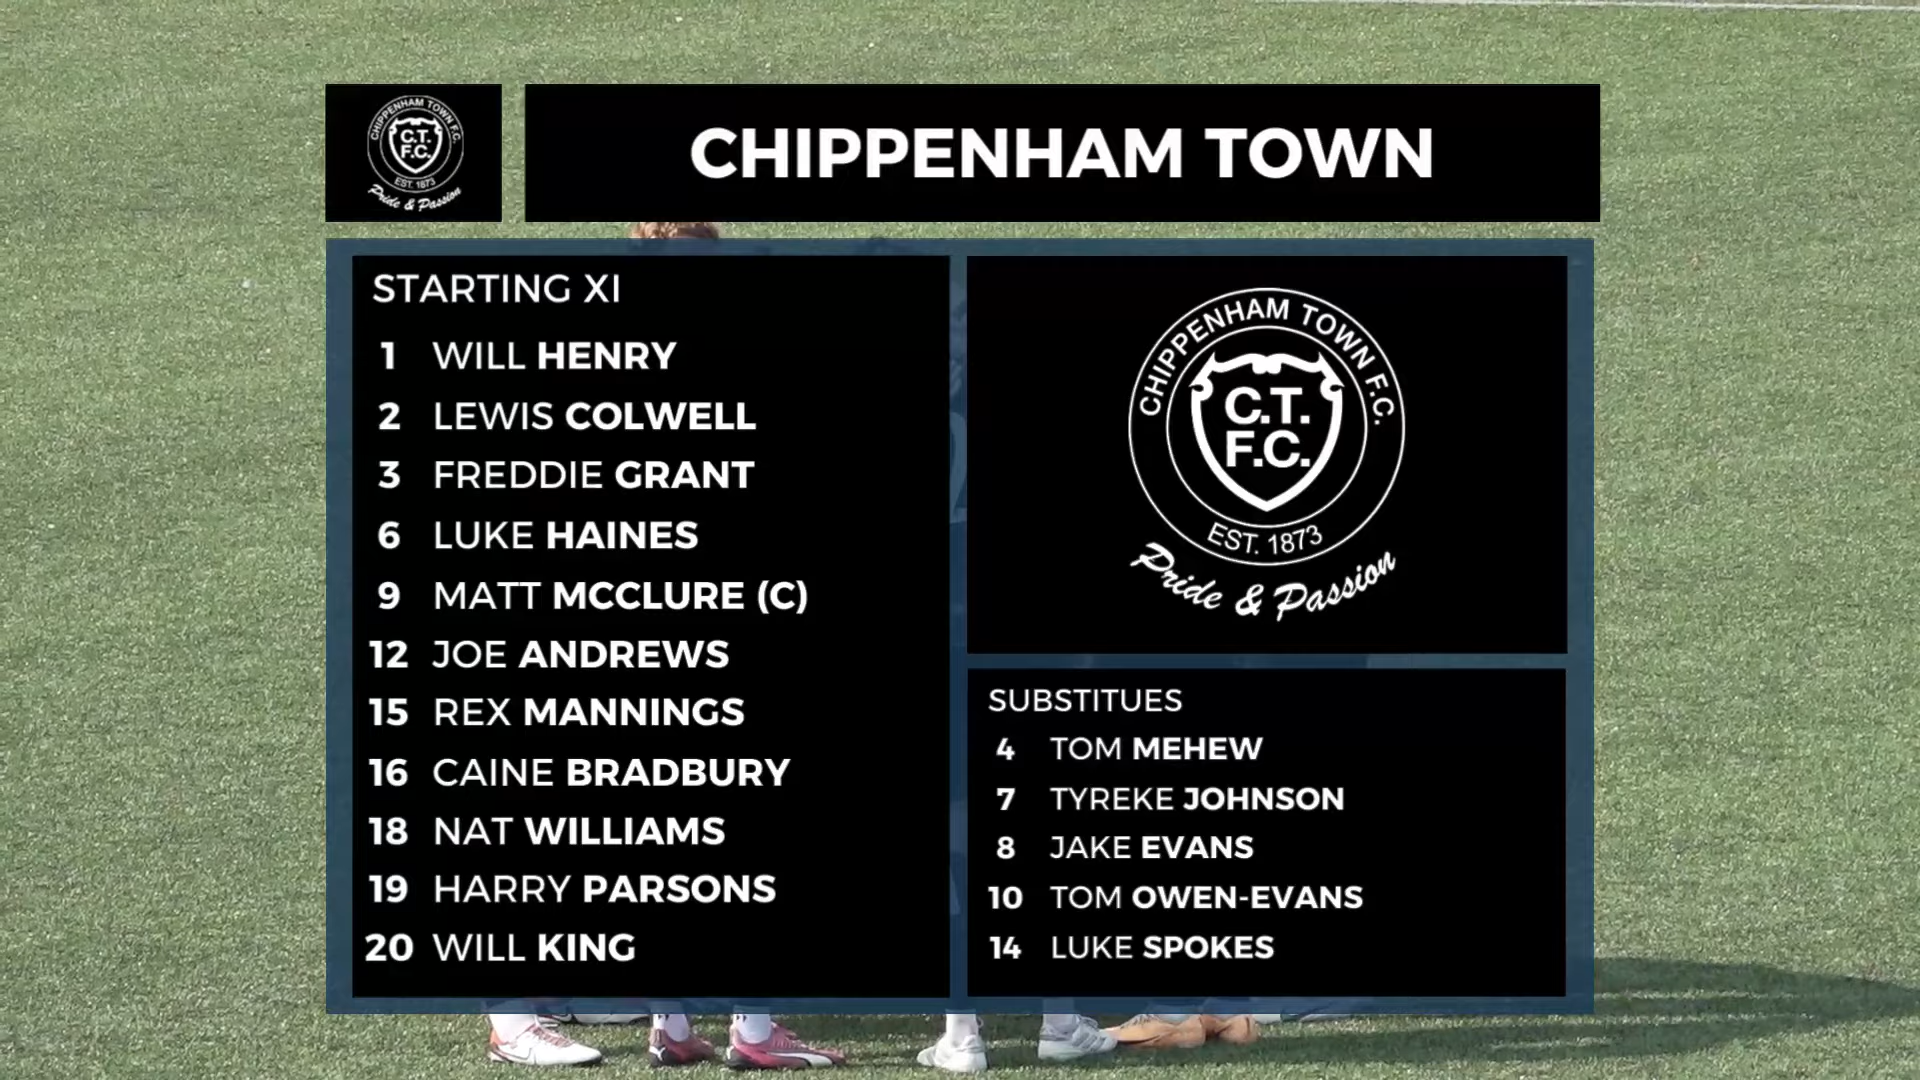 CHIPPENHAM TOWN F.C.
C.T.
F.C.
EST. 1873
Pride & Passion
CHIPPENHAM TOWN
STARTING XI
1 WILL HENRY
2 LEWIS COLWELL
3 FREDDIE GRANT
6 LUKE HAINES
9 MATT MCCLURE (C)
12 JOE ANDREWS
15 REX MANNINGS
16 CAINE BRADBURY
18 NAT WILLIAMS
19 HARRY PARSONS
20 WILL KING
CHIPPENHAM TOWN F.C.
C.T.
F.C.
EST. 1873
Pride & Passion
SUBSTITUES
4 TOM MEHEW
7 TYREKE JOHNSON
8 JAKE EVANS
10 TOM OWEN-EVANS
14 LUKE SPOKES